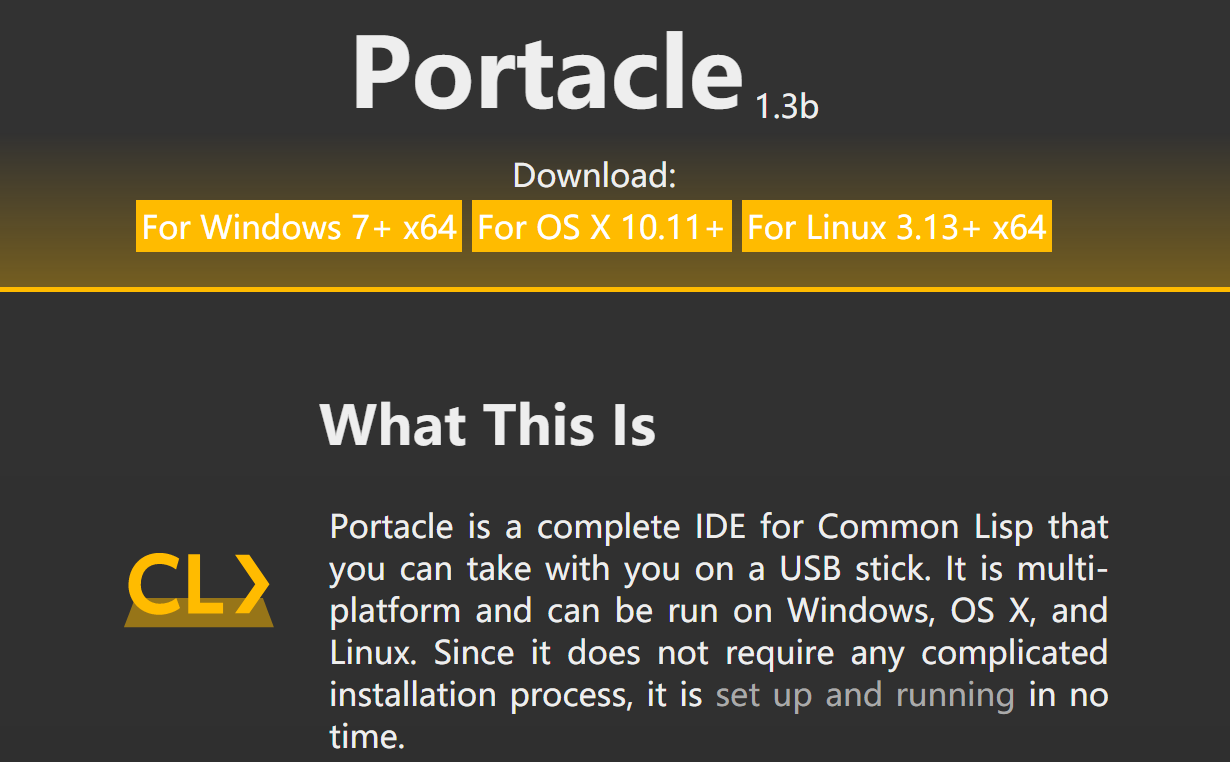 Portacle 1.3b
Download:
For Windows 7+ x64 For OS X 10.11+ For Linux 3.13+ x64
What This Is
CL
Portacle is a complete IDE for Common Lisp that
you can take with you on a USB stick. It is multi-
platform and can be run on Windows, OS X, and
Linux. Since it does not require any complicated
installation process, it is set up and running in no
time.